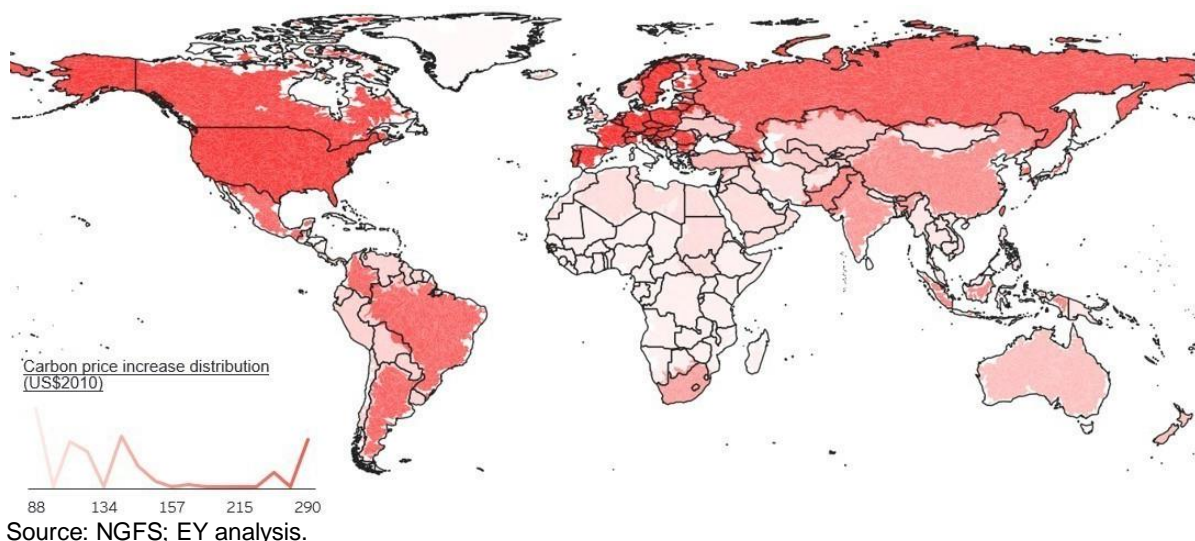 Carbon price increase distribution
(US$2010)
88 134 157 215 290
Source: NGFS; EY analysis.